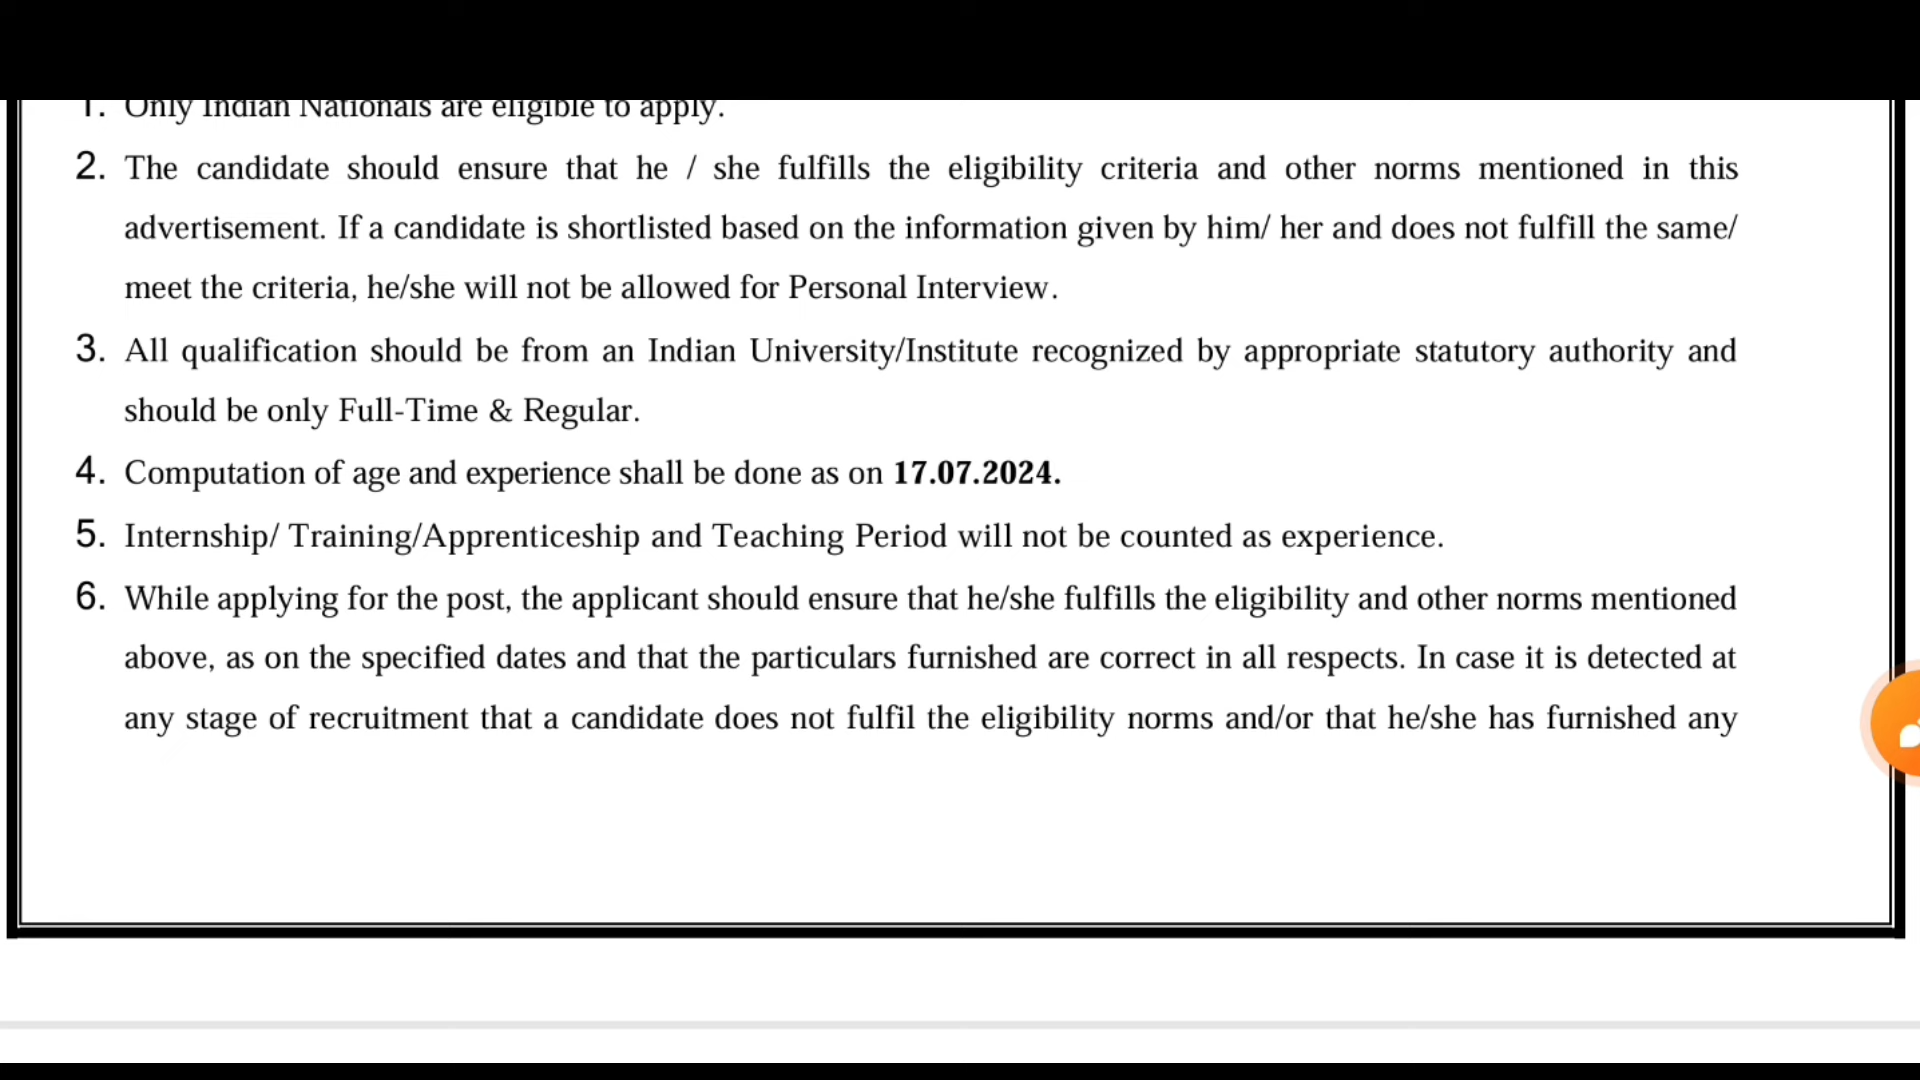 1. Only Indian Nationals are eligible to apply.
2. The candidate should ensure that he / she fulfills the eligibility criteria and other norms mentioned in this
advertisement. If a candidate is shortlisted based on the information given by him/ her and does not fulfill the same/
meet the criteria, he/she will not be allowed for Personal Interview.
3. All qualification should be from an Indian University/Institute recognized by appropriate statutory authority and
should be only Full-Time & Regular.
4. Computation of age and experience shall be done as on 17.07.2024.
5. Internship/ Training/Apprenticeship and Teaching Period will not be counted as experience.
6. While applying for the post, the applicant should ensure that he/she fulfills the eligibility and other norms mentioned
above, as on the specified dates and that the particulars furnished are correct in all respects. In case it is detected at
any stage of recruitment that a candidate does not fulfil the eligibility norms and/or that he/she has furnished any